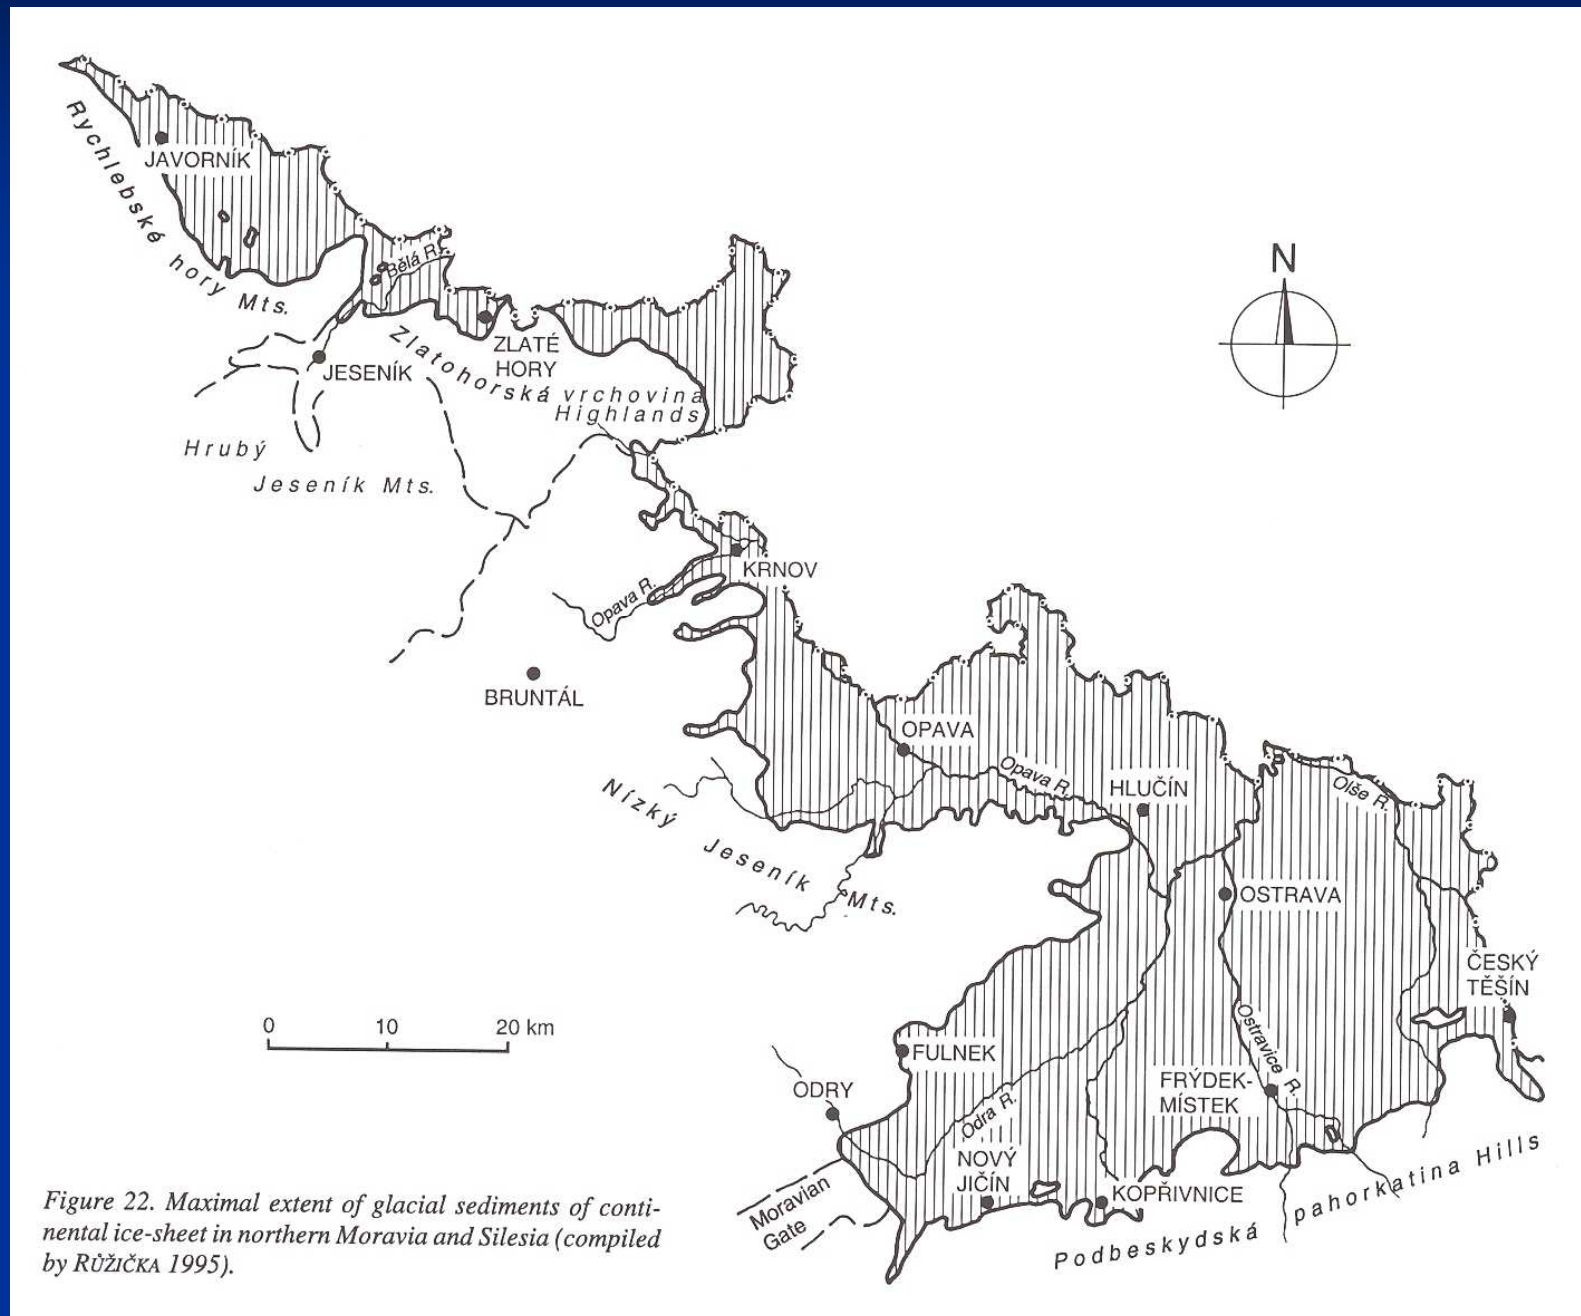 Rychlebské hory Mts.
JAVORNÍK
Bělá R.
N
ZLATÉ
HORY
JESENÍK
Zlatohorská vrchovina
Highlands
Hrubý
Jeseník Mts.
KRNOV
Opava R.
BRUNTÁL
OPAVA
Opava R.
HLUČÍN
Olše R.
Nízký Jeseník Mts.
OSTRAVA
ČESKÝ
TĚŠÍN
0 10 20 km
Ostravice R.
FULNEK
FRÝDEK-
MÍSTEK
ODRY
Odra R.
NOVÝ
JIČÍN
KOPŘIVNICE
Moravian
Gate
Podbeskydská pahorkatina Hills
Figure 22. Maximal extent of glacial sediments of conti-
nental ice-sheet in northern Moravia and Silesia (compiled
by RŮŽIČKA 1995).